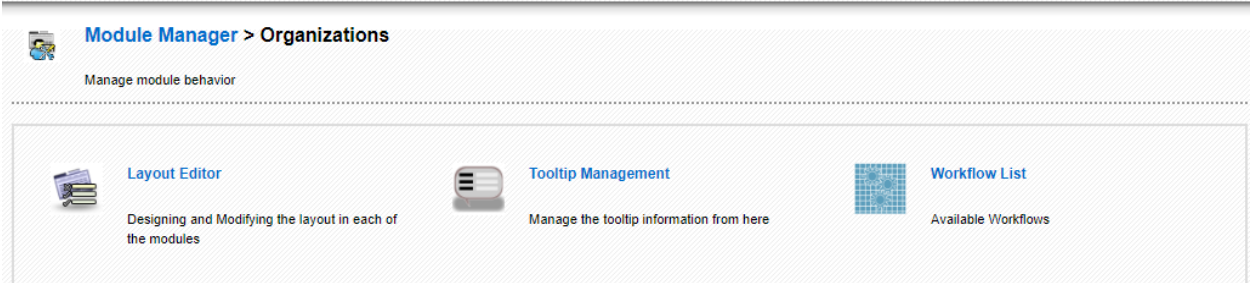 Module Manager > Organizations
Manage module behavior
Layout Editor
Designing and Modifying the layout in each of
the modules
Tooltip Management
Manage the tooltip information from here
Workflow List
Available Workflows